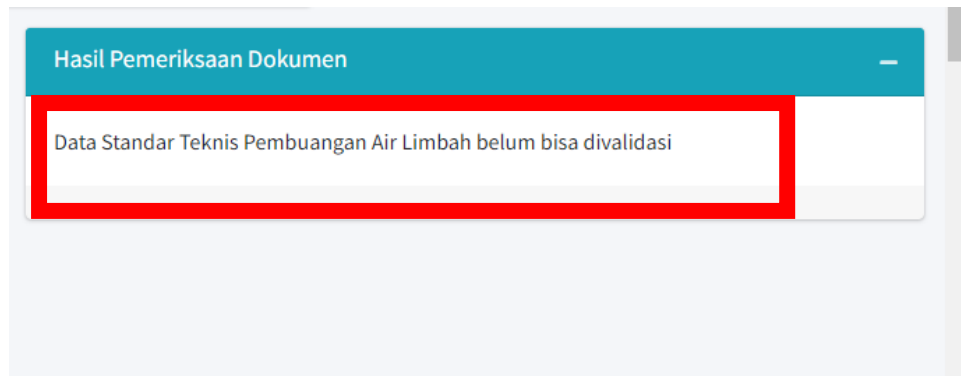 Hasil Pemeriksaan Dokumen
Data Standar Teknis Pembuangan Air Limbah belum bisa divalidasi